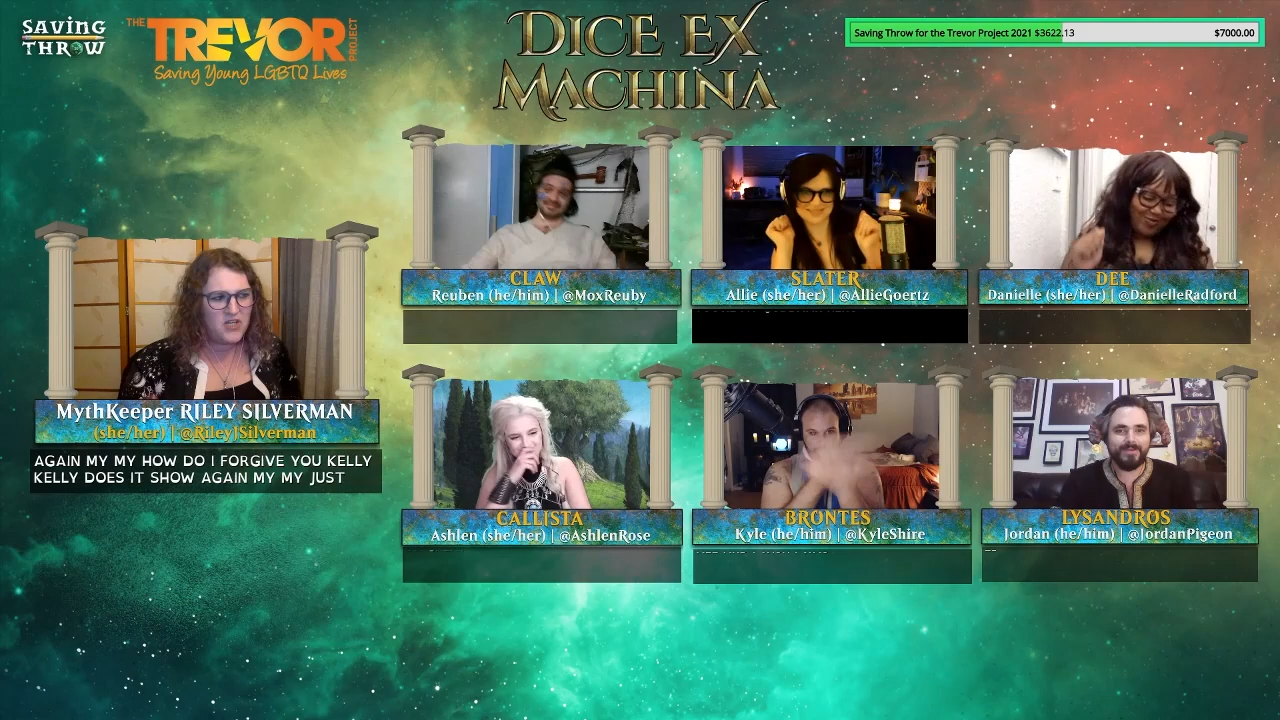 SAVING
THROW
THE TREVOR PROJECT
Saving Young LGBTQ Lives
DICE EX
MACHINA
Saving Throw for the Trevor Project 2021 $3622.13 $7000.00
CLAW
Reuben (he/him) | @MoxReuby
SLATER
Allie (she/her) | @AllieGoertz
DEE
Danielle (she/her) | @DanielleRadford
MythKeeper RILEY SILVERMAN
(she/her) | @RileyJSilverman
AGAIN MY MY HOW DO I FORGIVE YOU KELLY
KELLY DOES IT SHOW AGAIN MY MY JUST
CALLISTA
Ashlen (she/her) | @AshlenRose
BRONTES
Kyle (he/him) | @KyleShire
LYSANDROS
Jordan (he/him) | @JordanPigeon